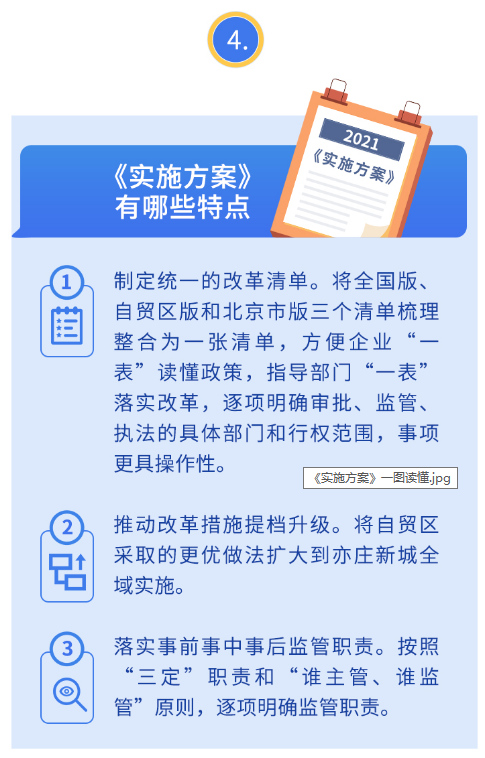 4.
2021
《实施方案》
《实施方案》
有哪些特点
1
制定统一的改革清单。将全国版、
自贸区版和北京市版三个清单梳理
整合为一张清单，方便企业“一
表”读懂政策，指导部门“一表”
落实改革，逐项明确审批、监管、
执法的具体部门和行权范围，事项
更具操作性。
《实施方案》一图读懂.jpg
2
推动改革措施提档升级。将自贸区
采取的更优做法扩大到亦庄新城全
域实施。
3
落实事前事中事后监管职责。按照
“三定”职责和“谁主管、谁监
管”原则，逐项明确监管职责。